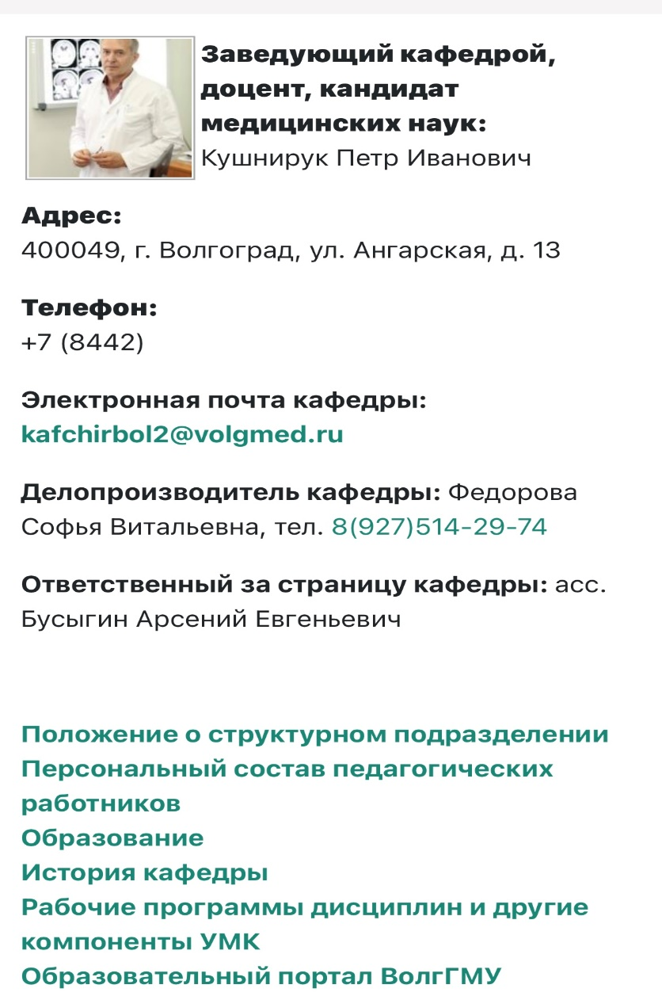 Заведующий кафедрой,
доцент, кандидат
медицинских наук:
Кушнирук Петр Иванович
Адрес:
400049, г. Волгоград, ул. Ангарская, д. 13
Телефон:
+7 (8442)
Электронная почта кафедры:
kafchirbol2@volgmed.ru
Делопроизводитель кафедры: Федорова
Софья Витальевна, тел. 8(927)514-29-74
Ответственный за страницу кафедры: асс.
Бусыгин Арсений Евгеньевич
Положение о структурном подразделении
Персональный состав педагогических
работников
Образование
История кафедры
Рабочие программы дисциплин и другие
компоненты УМК
Образовательный портал ВолгГМУ